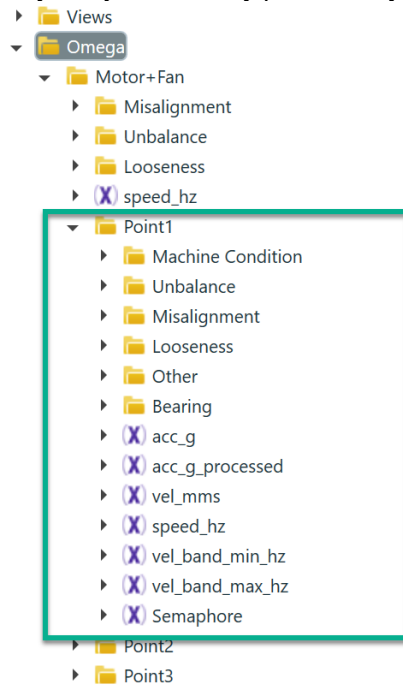 Views
Omega
Motor+Fan
Misalignment
Unbalance
Looseness
(X) speed_hz
Point1
Machine Condition
Unbalance
Misalignment
Looseness
Other
Bearing
(X) acc_g
(X) acc_g_processed
(X) vel_mms
(X) speed_hz
(X) vel_band_min_hz
(X) vel_band_max_hz
(X) Semaphore
Point2
Point3